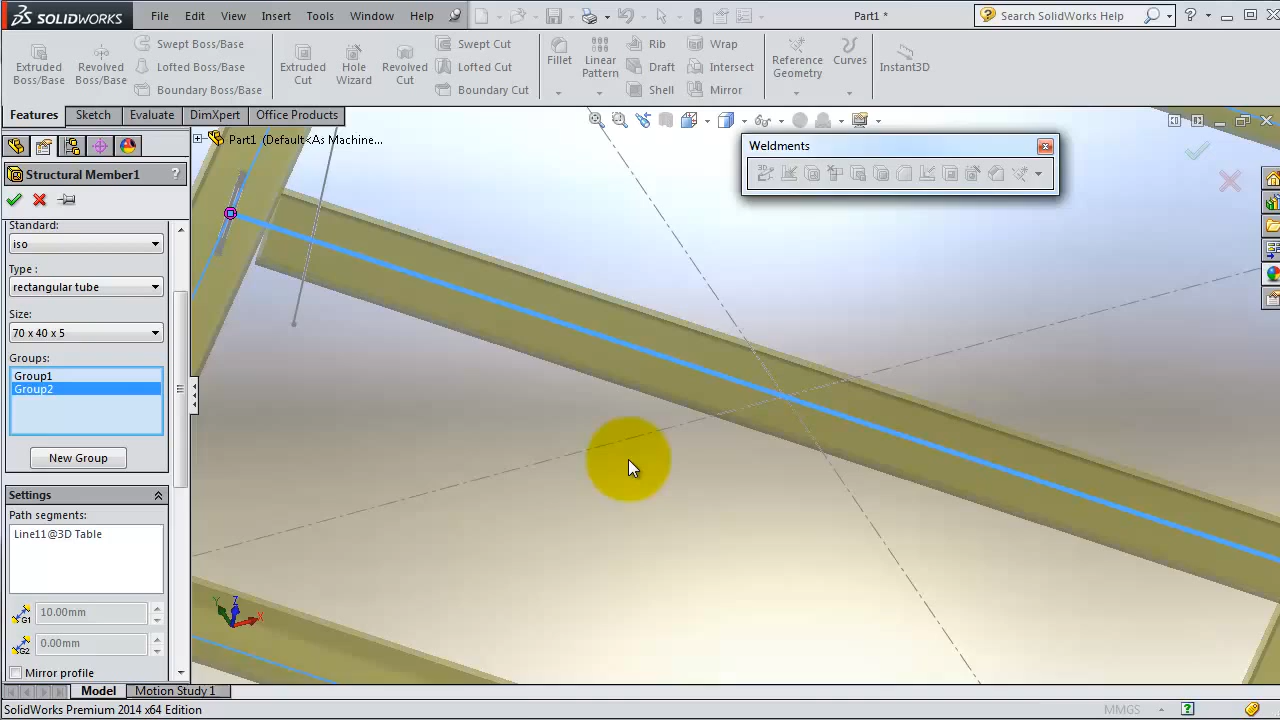 SOLIDWORKS File Edit View Insert Tools Window Help Part1 * Search SolidWorks Help
Extruded Boss/Base
Revolved Boss/Base
Swept Boss/Base
Lofted Boss/Base
Boundary Boss/Base
Extruded Cut
Hole Wizard
Revolved Cut
Swept Cut
Lofted Cut
Boundary Cut
Fillet
Linear Pattern
Rib
Draft
Shell
Wrap
Intersect
Mirror
Reference Geometry
Curves
Instant3D
Features Sketch Evaluate DimXpert Office Products
Part1 (Default<As Machine...
Weldments
Structural Member1 ?
Standard:
iso
Type :
rectangular tube
Size:
70 x 40 x 5
Groups:
Group1
Group2
New Group
Settings
Path segments:
Line11@3D Table
G1 10.00mm
G2 0.00mm
Mirror profile
Y Z X
Model Motion Study 1
SolidWorks Premium 2014 x64 Edition MMGS ?